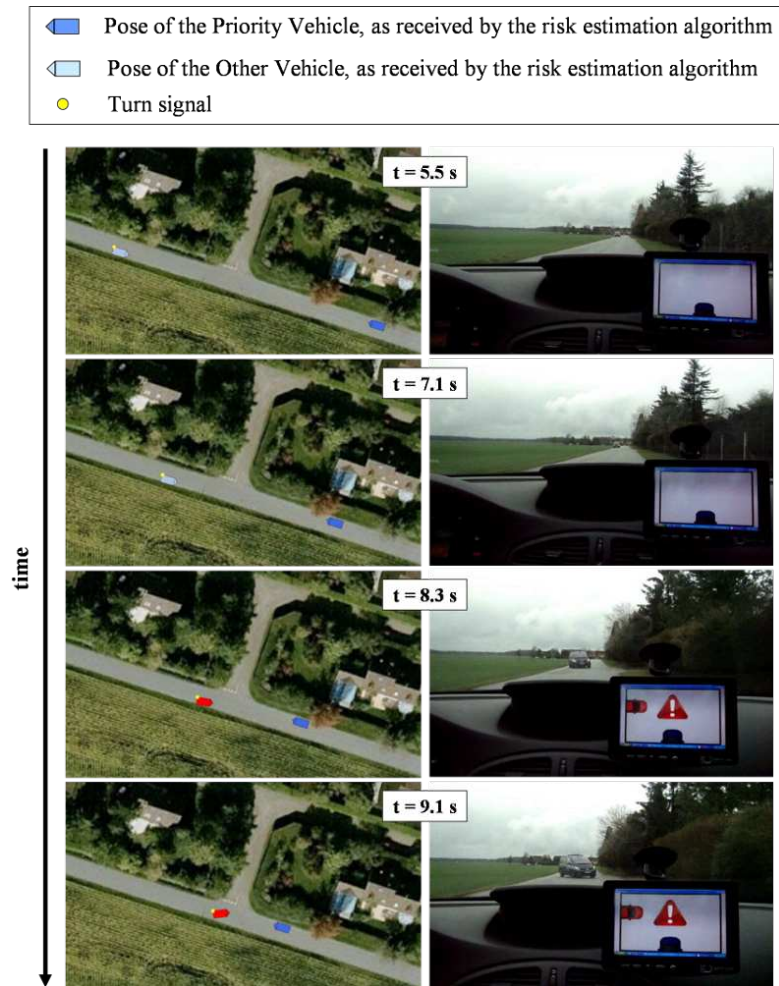 Pose of the Priority Vehicle, as received by the risk estimation algorithm
Pose of the Other Vehicle, as received by the risk estimation algorithm
Turn signal
t = 5.5 s
t = 7.1 s
time
t = 8.3 s
t = 9.1 s